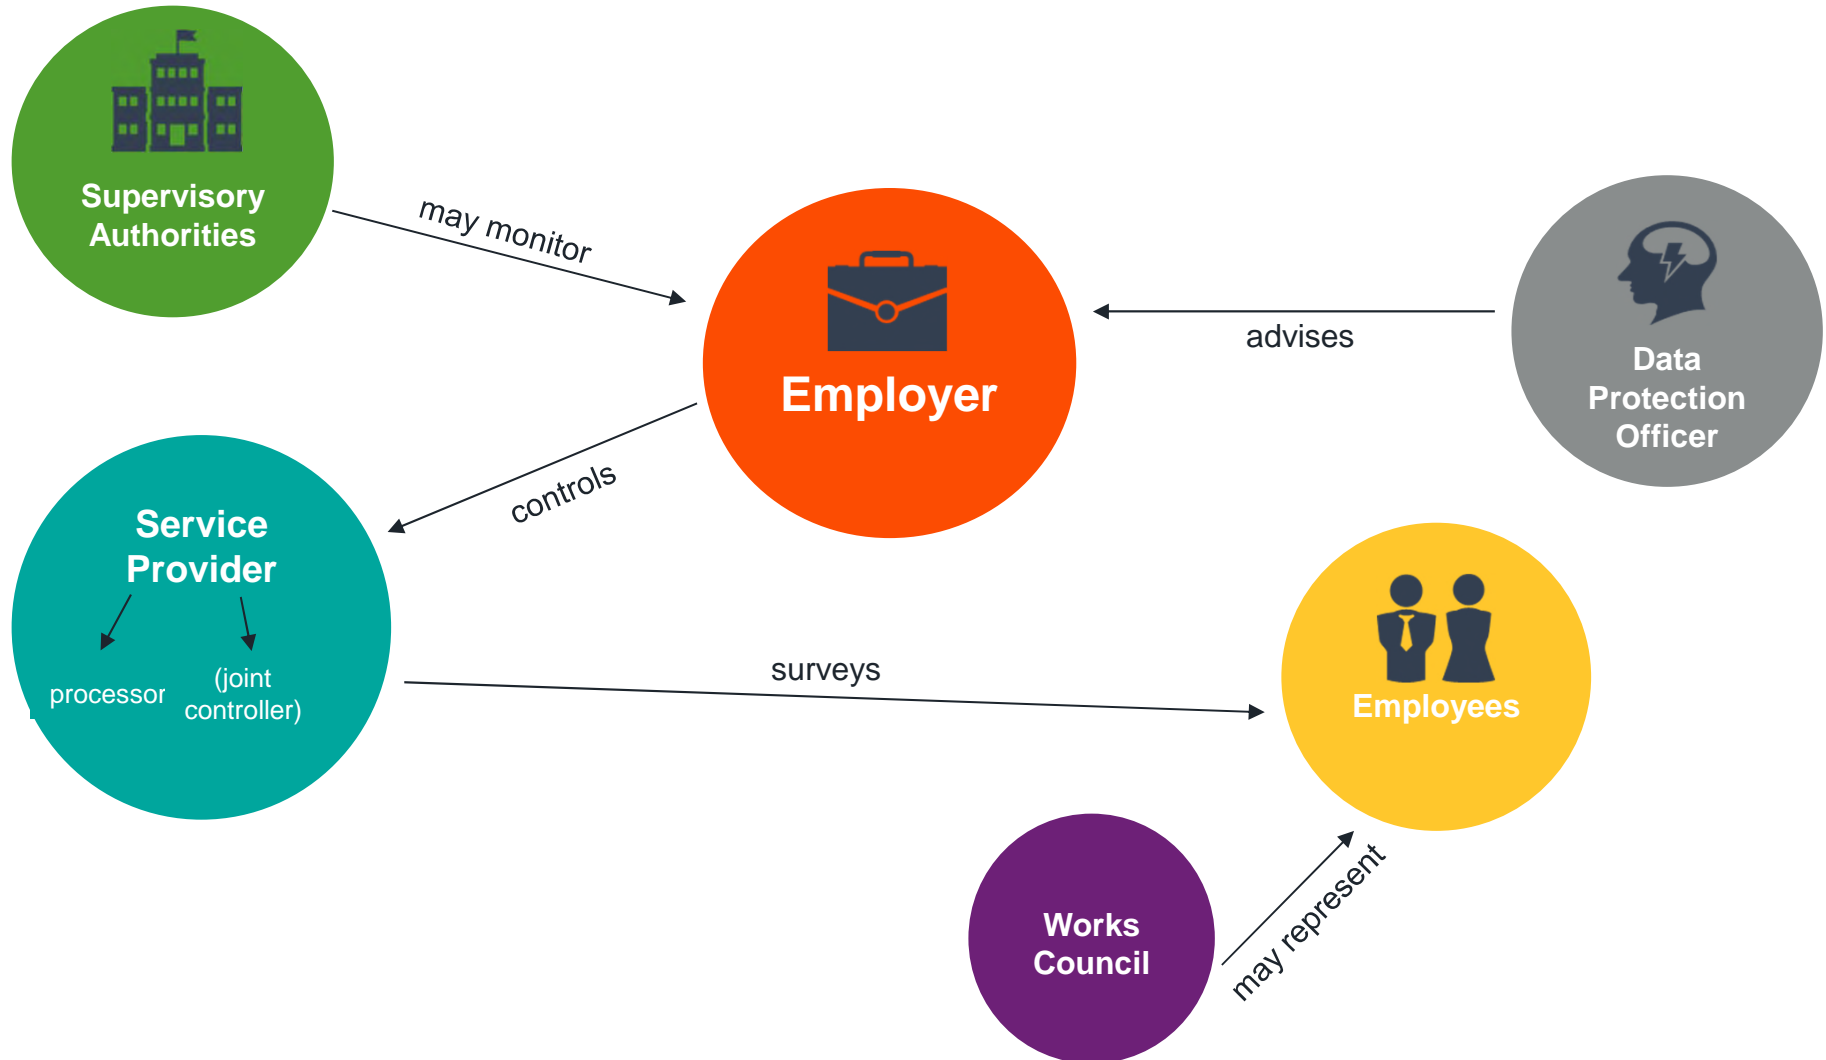 Supervisory
Authorities
may monitor
Employer
advises
Data
Protection
Officer
controls
Service
Provider
processor
(joint
controller)
surveys
Employees
Works
Council
may represent